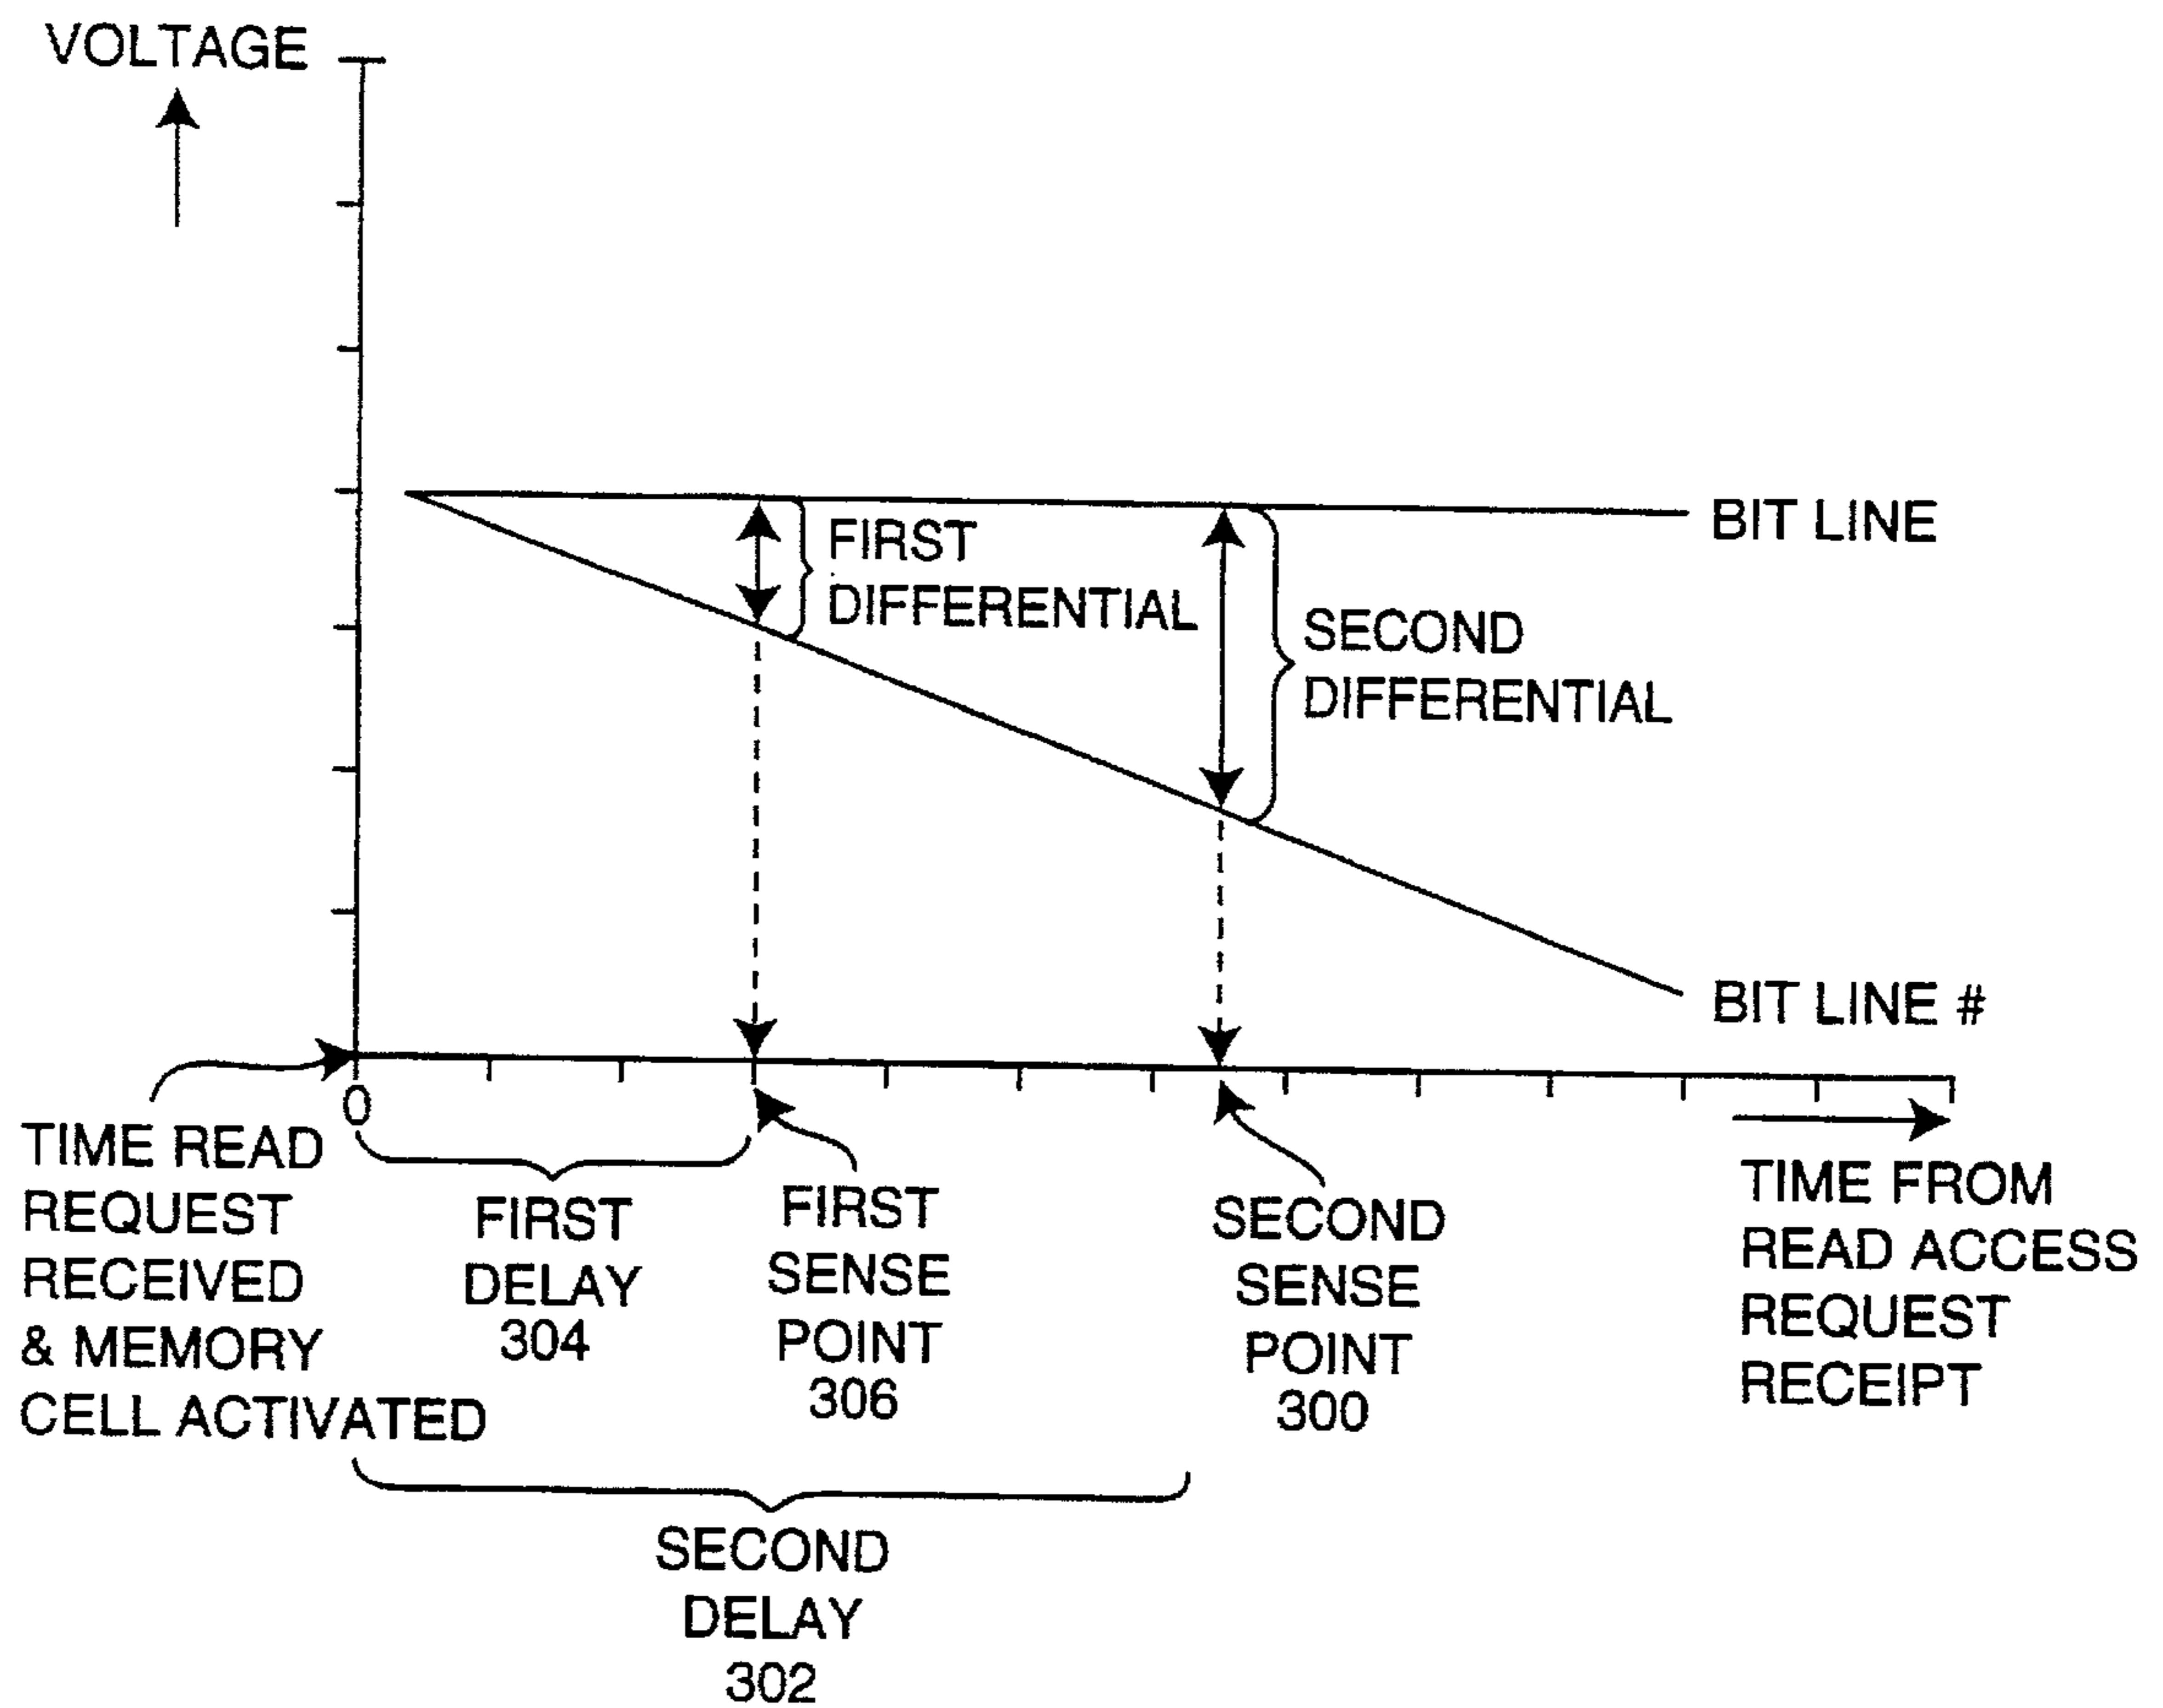 VOLTAGE
BIT LINE
FIRST
DIFFERENTIAL
SECOND
DIFFERENTIAL
BIT LINE #
0
TIME READ
REQUEST
RECEIVED
& MEMORY
CELL ACTIVATED
FIRST
DELAY
304
FIRST
SENSE
POINT
306
SECOND
SENSE
POINT
300
TIME FROM
READ ACCESS
REQUEST
RECEIPT
SECOND
DELAY
302